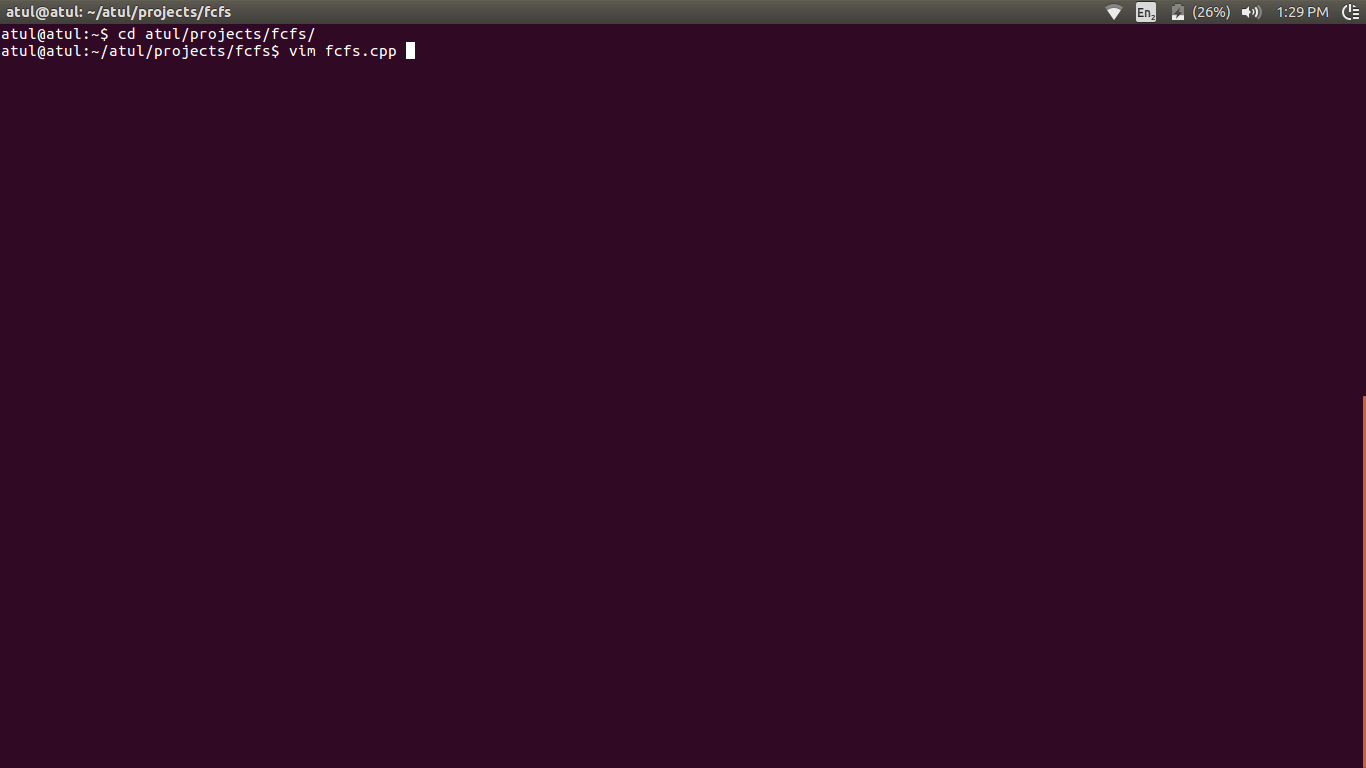 atul@atul: ~/atul/projects/fcfs En2 (26%) 1:29 PM
atul@atul:~$ cd atul/projects/fcfs/
atul@atul:~/atul/projects/fcfs$ vim fcfs.cpp